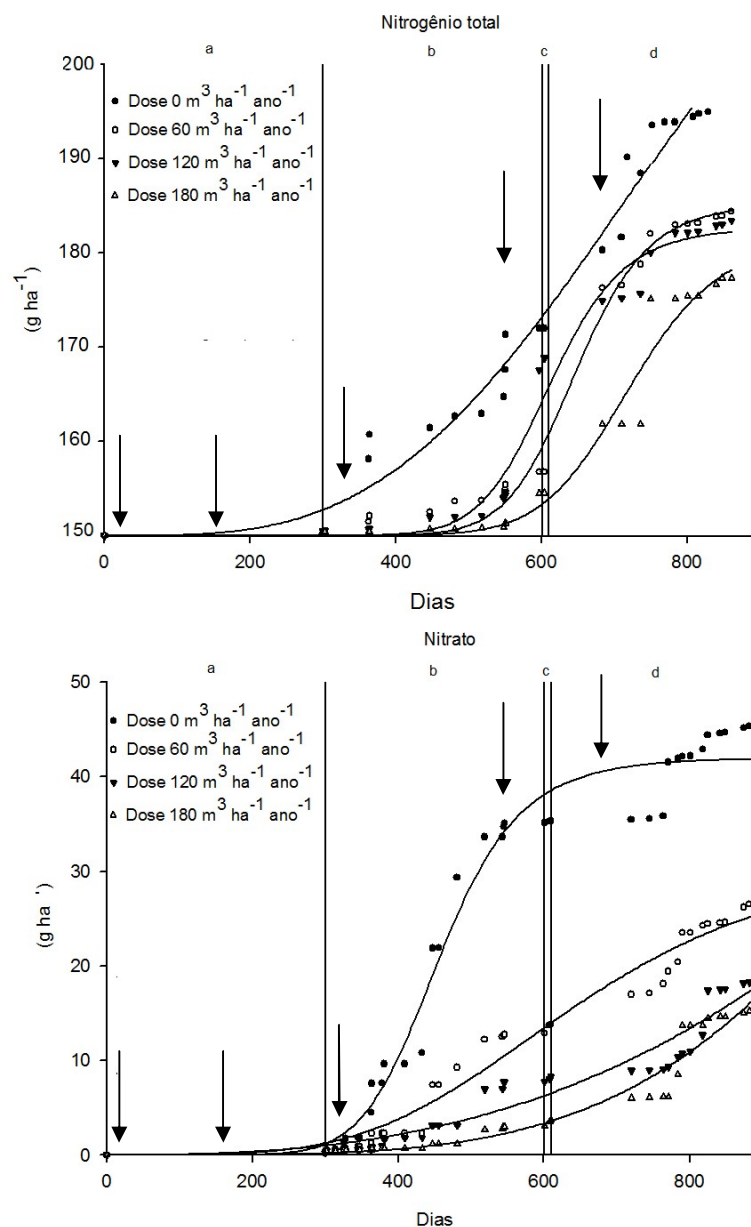 Nitrogênio total
a b c d
200
190
180
170
160
150
(g ha⁻¹)
● Dose 0 m³ ha⁻¹ ano⁻¹
○ Dose 60 m³ ha⁻¹ ano⁻¹
▼ Dose 120 m³ ha⁻¹ ano⁻¹
△ Dose 180 m³ ha⁻¹ ano⁻¹
0 200 400 600 800
Dias
Nitrato
a b c d
50
40
30
20
10
0
(g ha⁻')
● Dose 0 m³ ha⁻¹ ano⁻¹
○ Dose 60 m³ ha⁻¹ ano⁻¹
▼ Dose 120 m³ ha⁻¹ ano⁻¹
△ Dose 180 m³ ha⁻¹ ano⁻¹
0 200 400 600 800
Dias